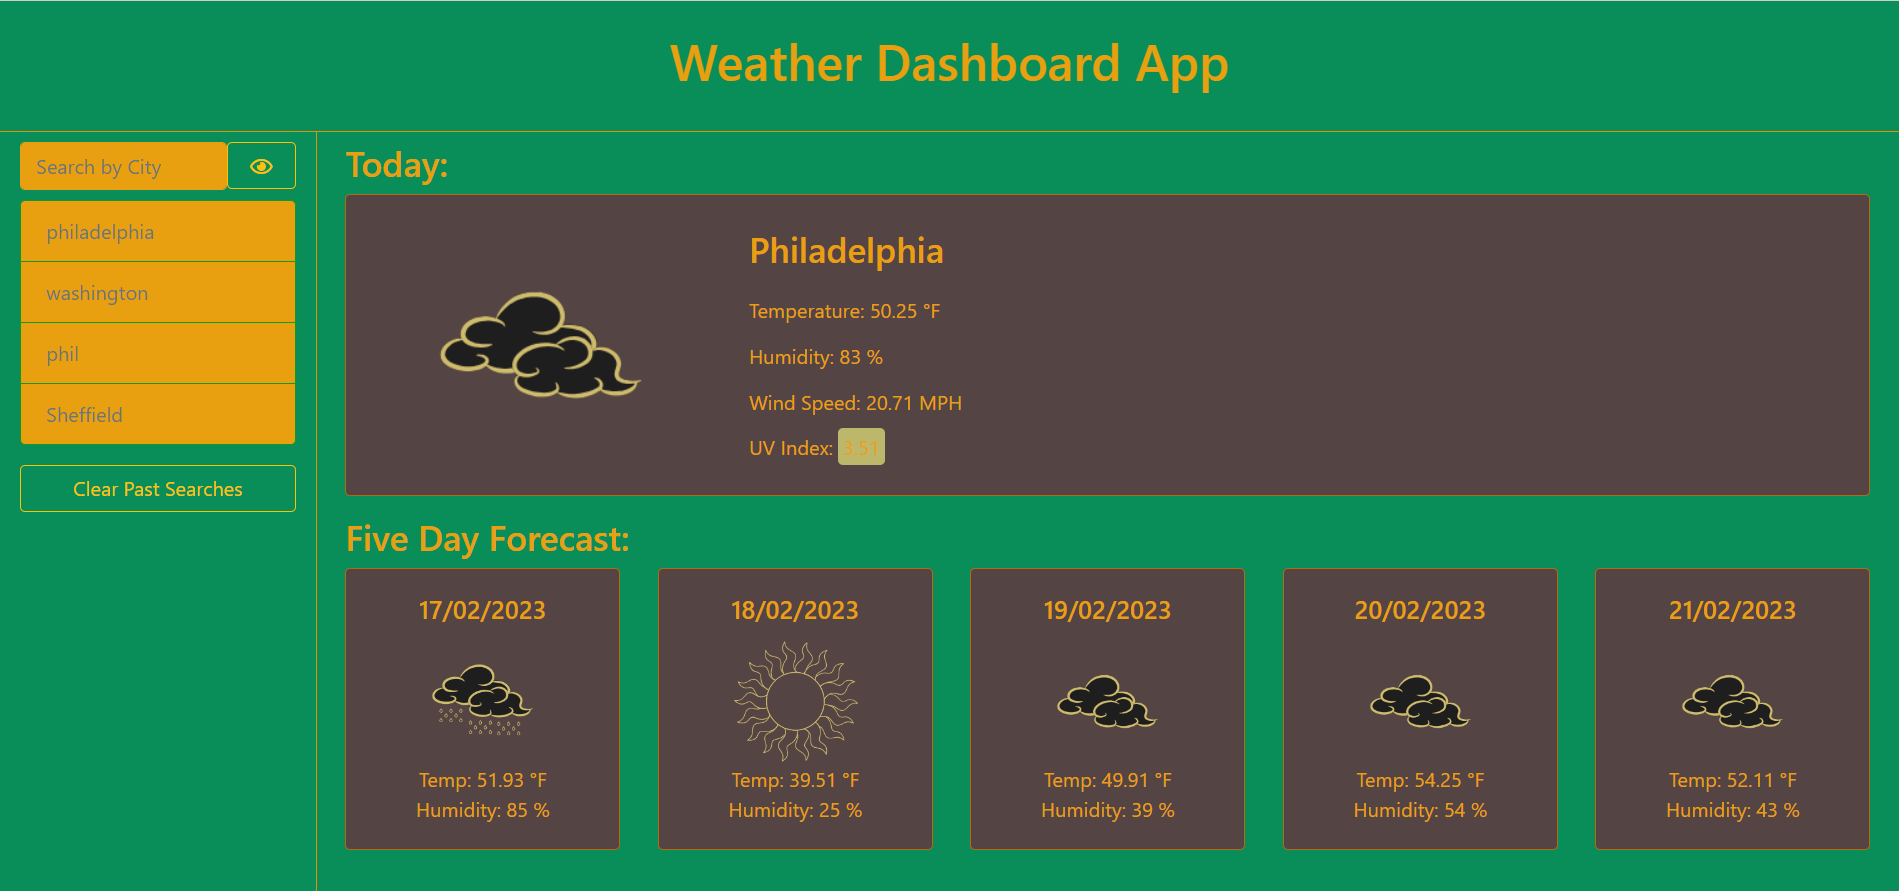 Weather Dashboard App
Search by City
philadelphia
washington
phil
Sheffield
Clear Past Searches
Today:
Philadelphia
Temperature: 50.25 °F
Humidity: 83 %
Wind Speed: 20.71 MPH
UV Index: 3.51
Five Day Forecast:
17/02/2023
Temp: 51.93 °F
Humidity: 85 %
18/02/2023
Temp: 39.51 °F
Humidity: 25 %
19/02/2023
Temp: 49.91 °F
Humidity: 39 %
20/02/2023
Temp: 54.25 °F
Humidity: 54 %
21/02/2023
Temp: 52.11 °F
Humidity: 43 %